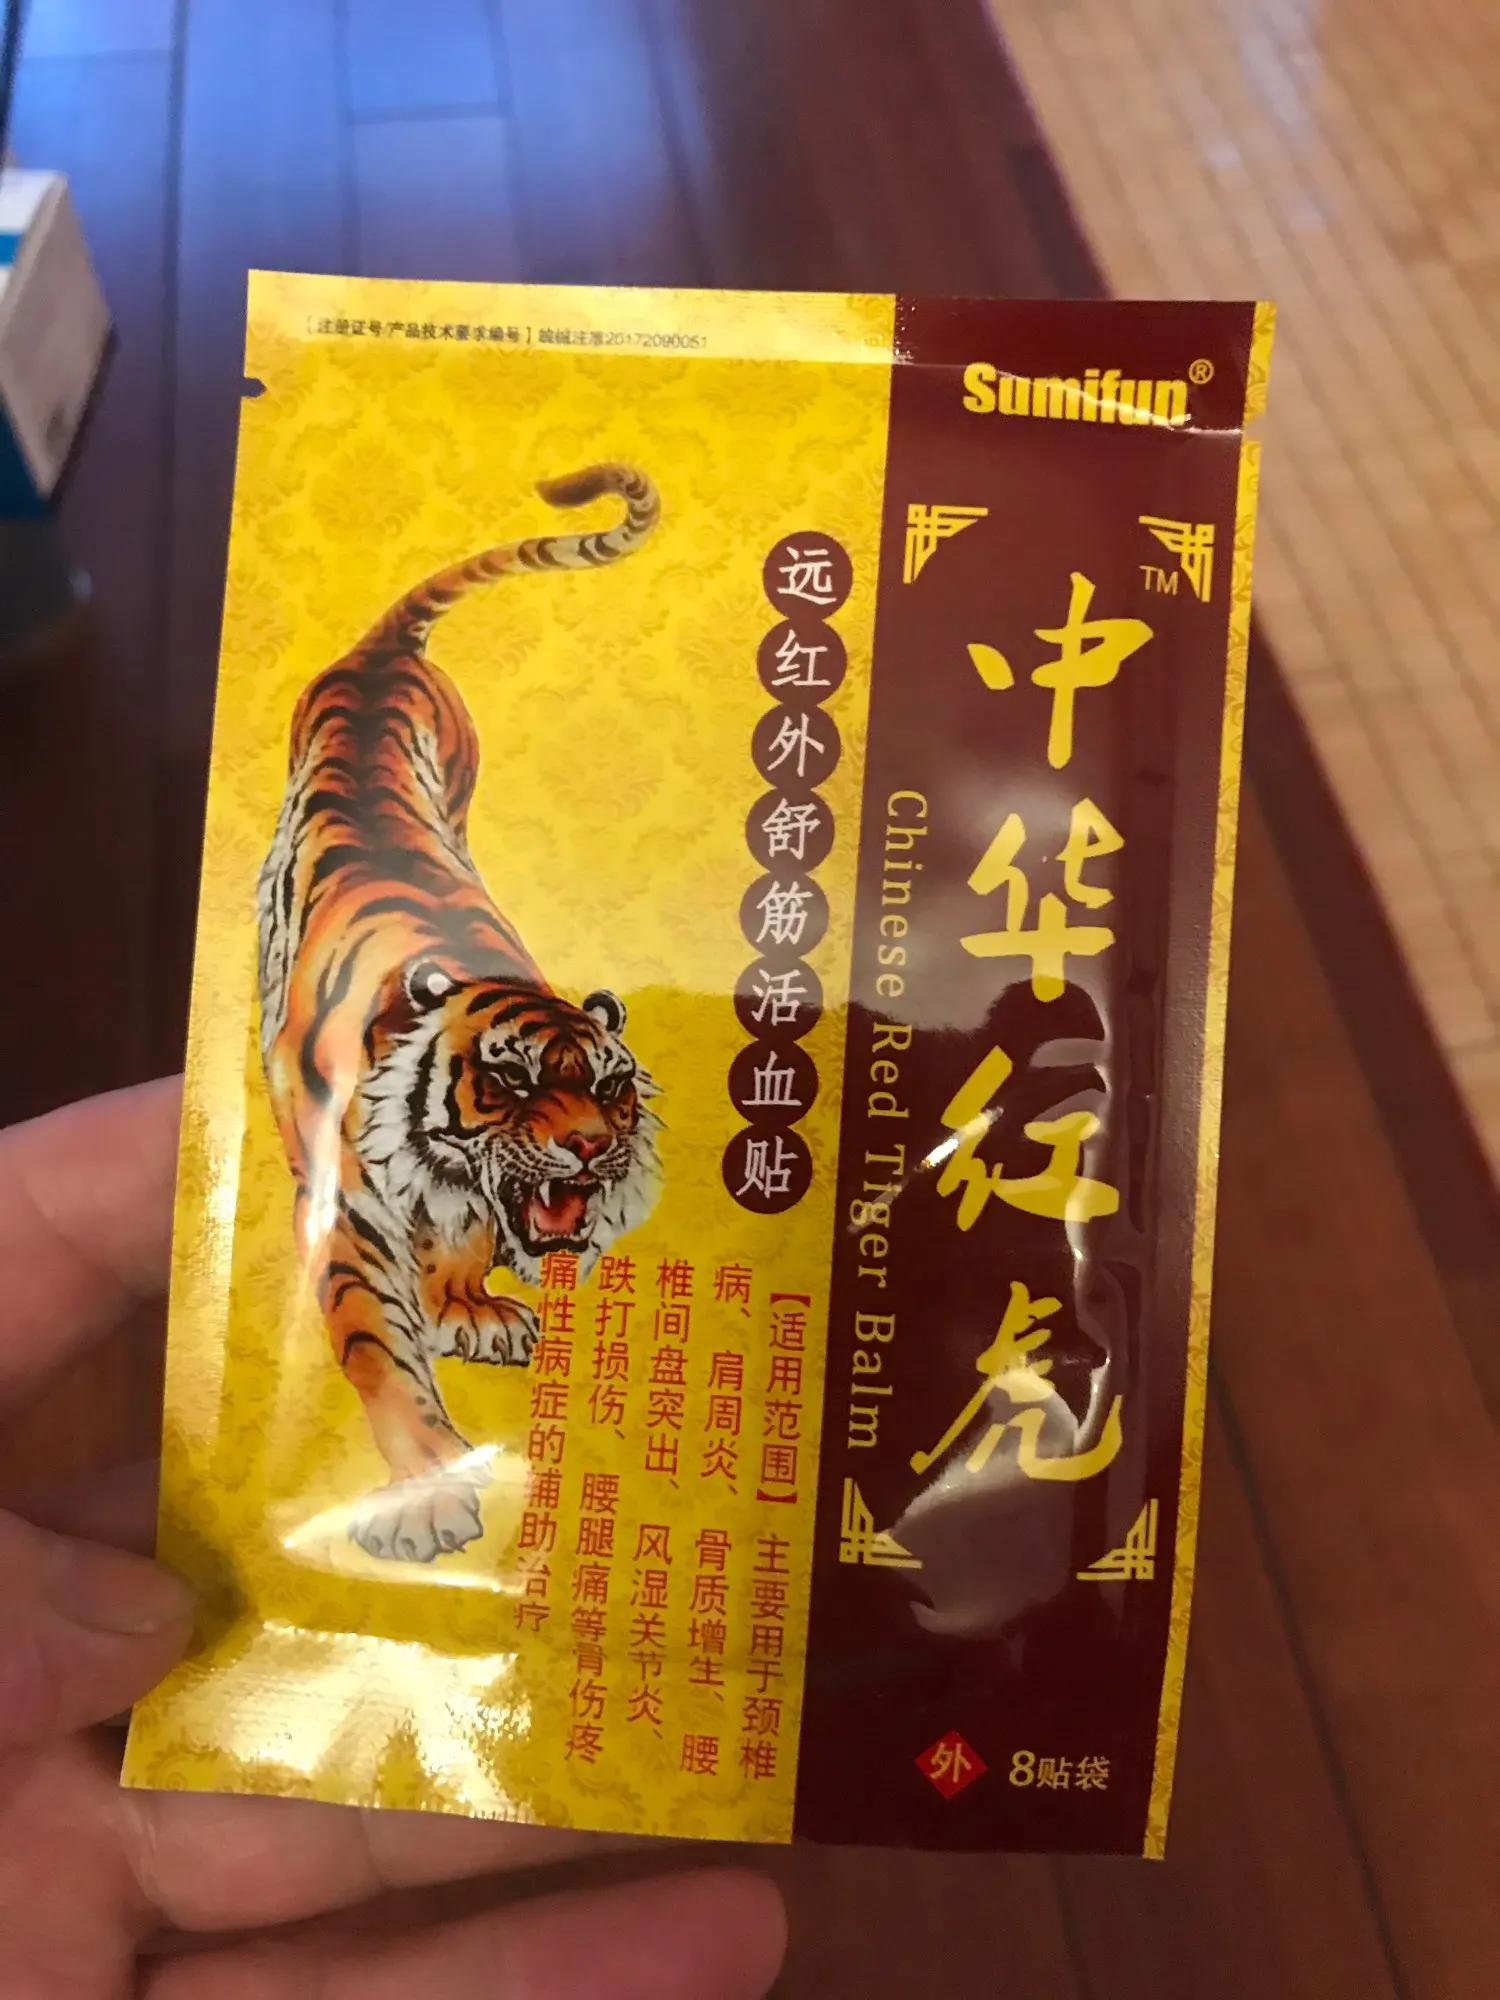 【注册证号/产品技术要求编号】皖械注准20172090051
Sumifun®
TM
中华红虎
Chinese Red Tiger Balm
远红外舒筋活血贴
【适用范围】主要用于颈椎
病、肩周炎、骨质增生、腰
椎间盘突出、风湿关节炎、
跌打损伤、腰腿痛等骨伤疼
痛性病症的辅助治疗
外
8贴袋